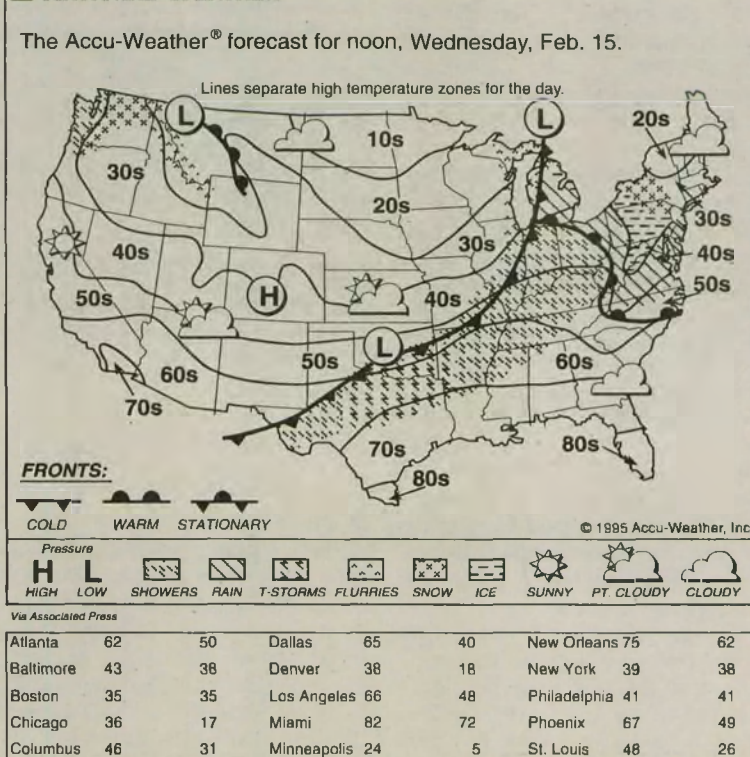 The Accu-Weather® forecast for noon, Wednesday, Feb. 15.
Lines separate high temperature zones for the day.
L
L
20s
10s
30s
20s
30s
30s
40s
40s
50s
H
50s
40s
L
50s
60s
60s
70s
70s
80s
80s
FRONTS:
COLD WARM STATIONARY
© 1995 Accu-Weather, Inc
Pressure
H L
HIGH LOW SHOWERS RAIN T-STORMS FLURRIES SNOW ICE SUNNY PT. CLOUDY CLOUDY
Via Associated Press
Atlanta 62 50 Dallas 65 40 New Orleans 75 62
Baltimore 43 38 Denver 38 18 New York 39 38
Boston 35 35 Los Angeles 66 48 Philadelphia 41 41
Chicago 36 17 Miami 82 72 Phoenix 67 49
Columbus 46 31 Minneapolis 24 5 St. Louis 48 26